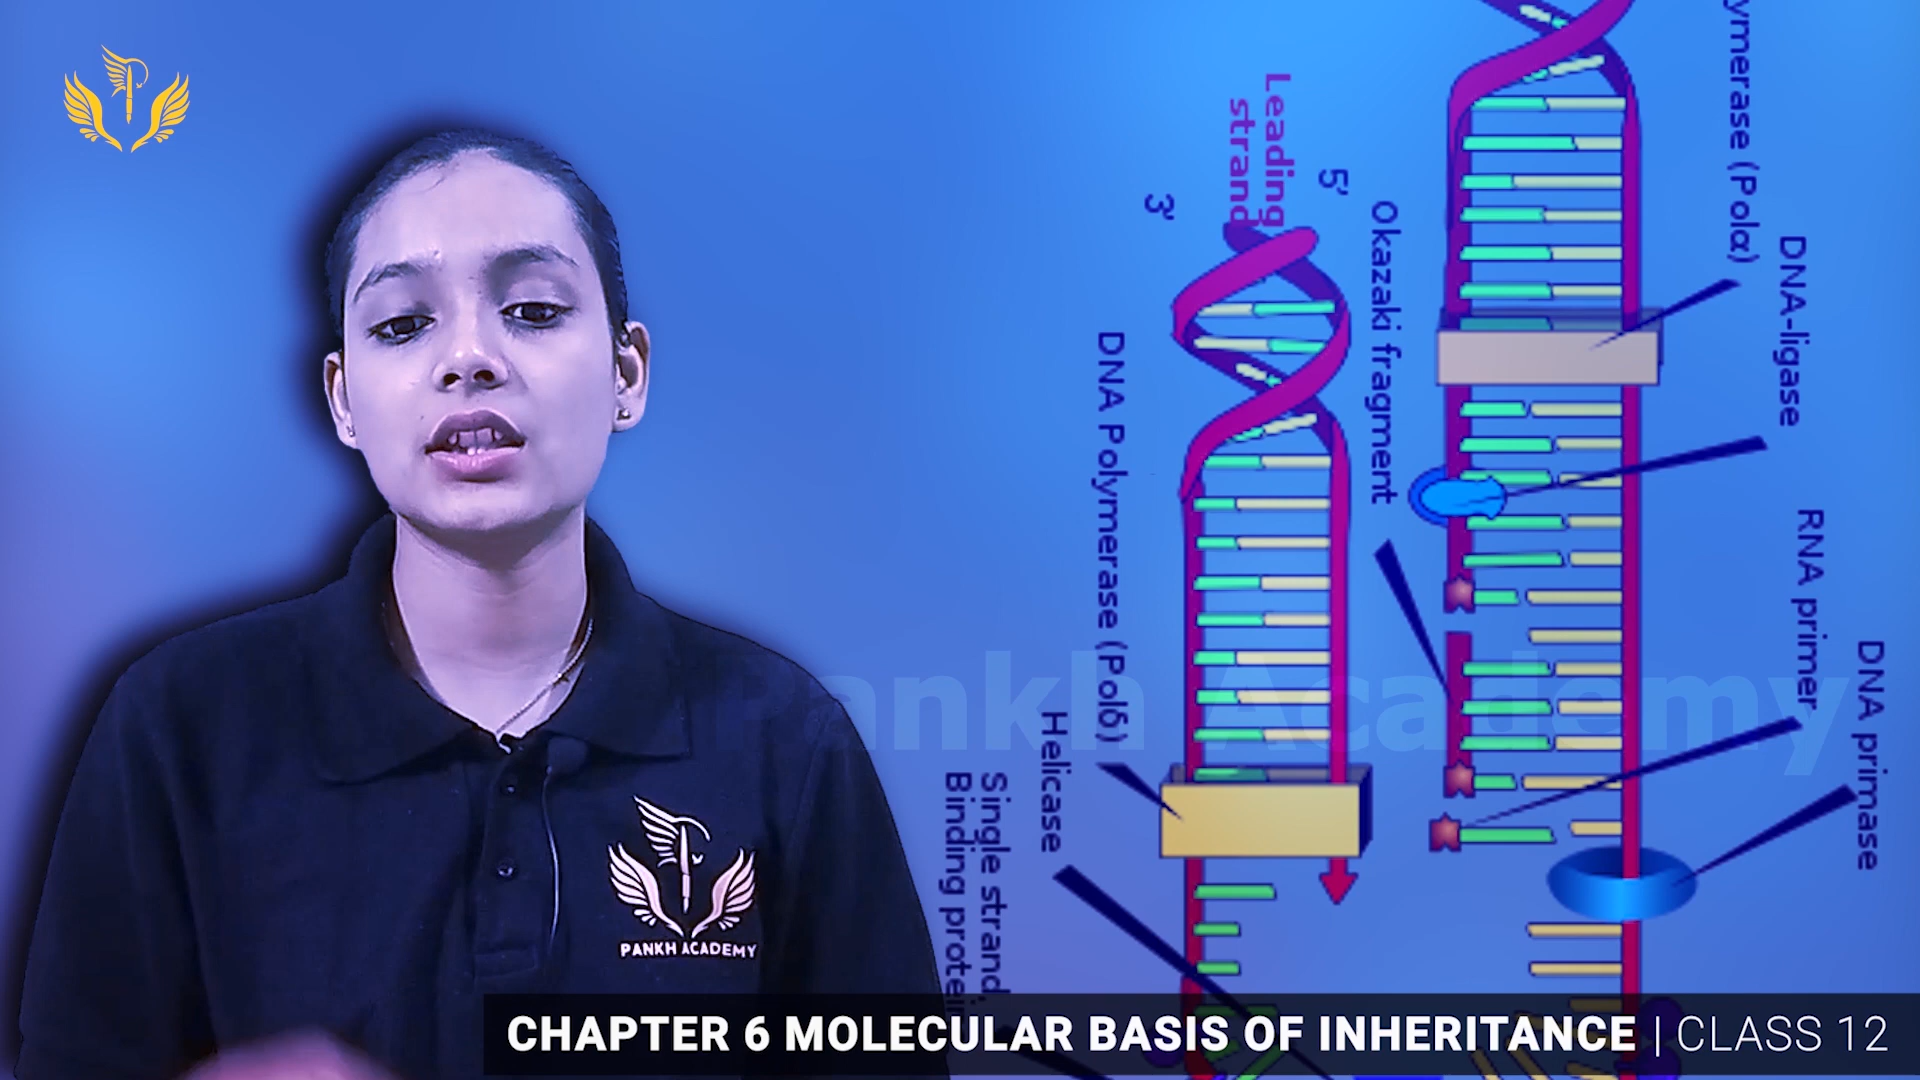 ymerase (Polα)
DNA-ligase
RNA primer
DNA primase
Leading
strand
5'
3'
Okazaki fragment
DNA Polymerase (Polδ)
Helicase
Single strand,
Binding protein
Pankh Academy
PANKH ACADEMY
CHAPTER 6 MOLECULAR BASIS OF INHERITANCE | CLASS 12